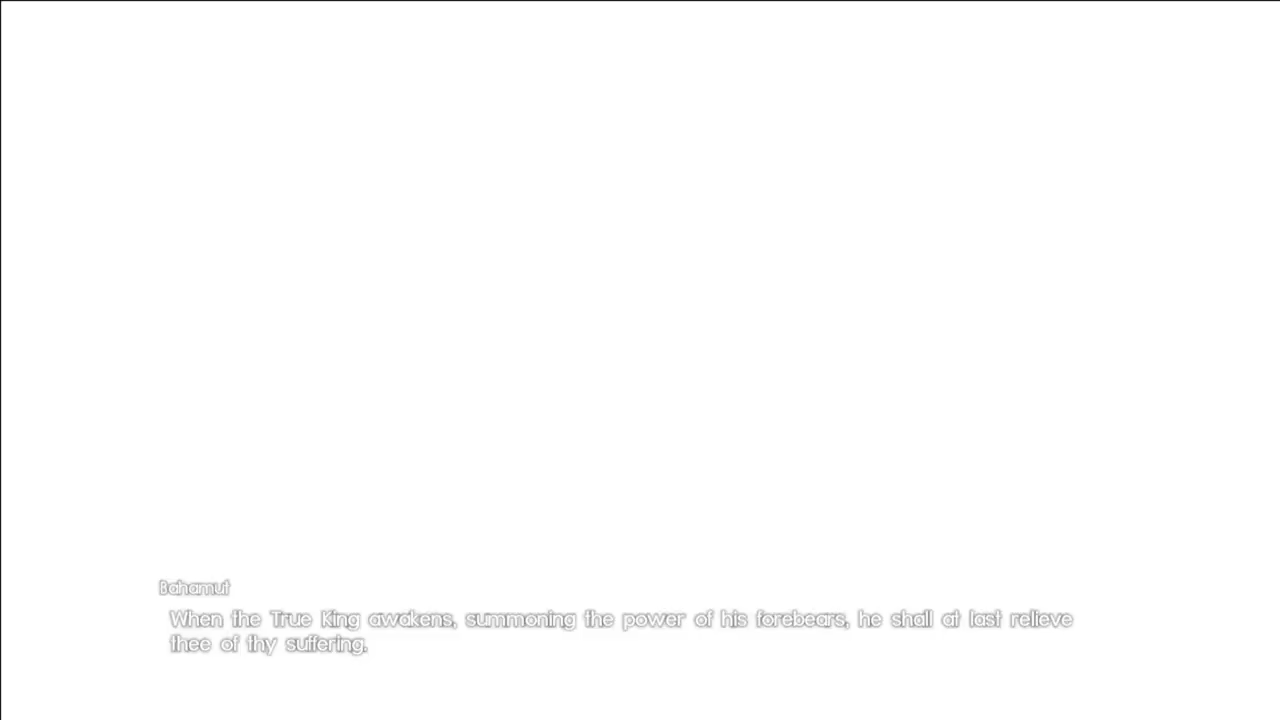 Bahamut
When the True King awakens, summoning the power of his forebears, he shall at last relieve
thee of thy suffering.